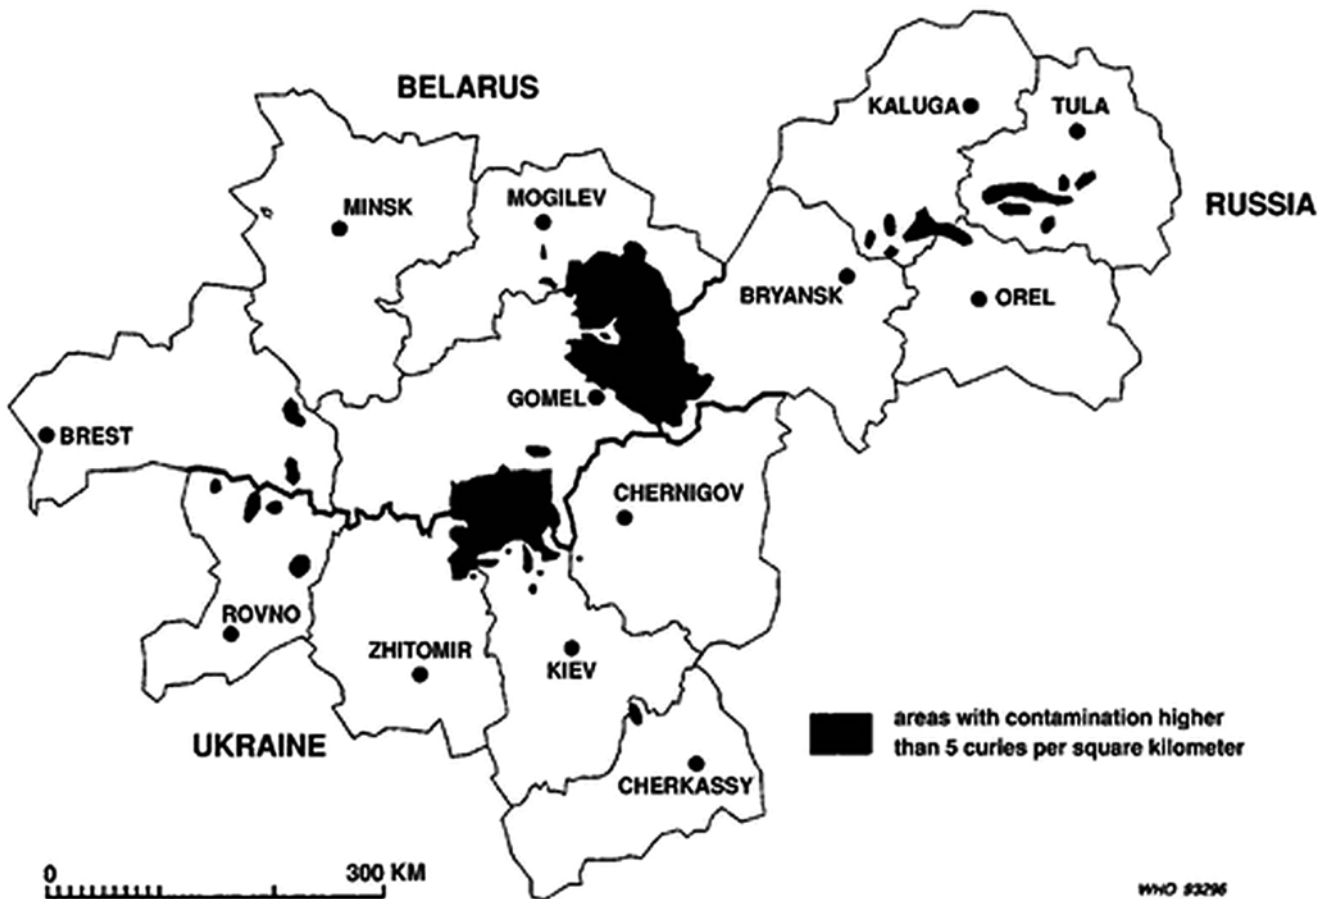 BELARUS
KALUGA
TULA
MINSK
MOGILEV
RUSSIA
BRYANSK
OREL
GOMEL
BREST
CHERNIGOV
ROVNO
ZHITOMIR
KIEV
UKRAINE
areas with contamination higher
than 5 curies per square kilometer
CHERKASSY
0 300 KM
WHO 93296